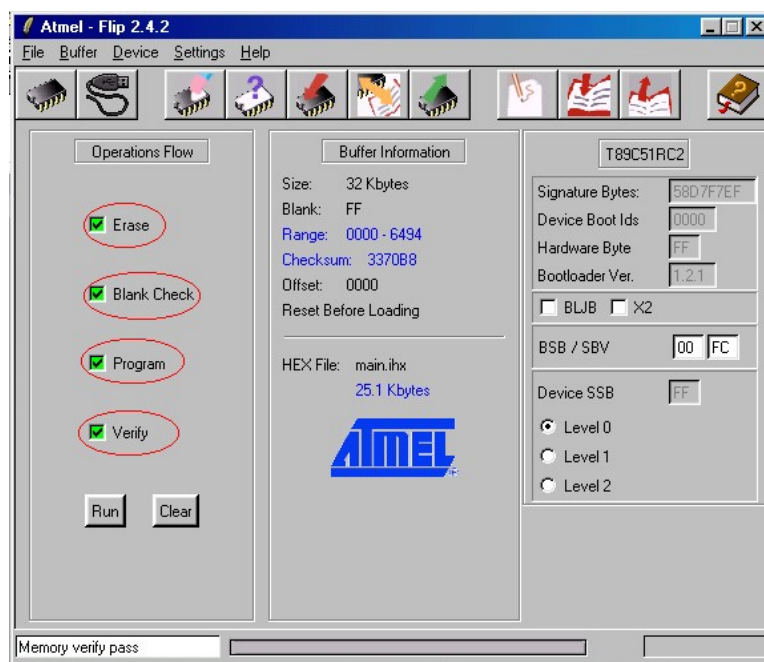 Atmel - Flip 2.4.2
File Buffer Device Settings Help
Operations Flow
Erase
Blank Check
Program
Verify
Run Clear
Buffer Information
Size: 32 Kbytes
Blank: FF
Range: 0000 - 6494
Checksum: 3370B8
Offset: 0000
Reset Before Loading
HEX File: main.ihx
25.1 Kbytes
ATMEL
T89C51RC2
Signature Bytes: 58D7F7EF
Device Boot Ids 0000
Hardware Byte FF
Bootloader Ver. 1.2.1
BLJB X2
BSB / SBV 00 FC
Device SSB FF
Level 0
Level 1
Level 2
Memory verify pass